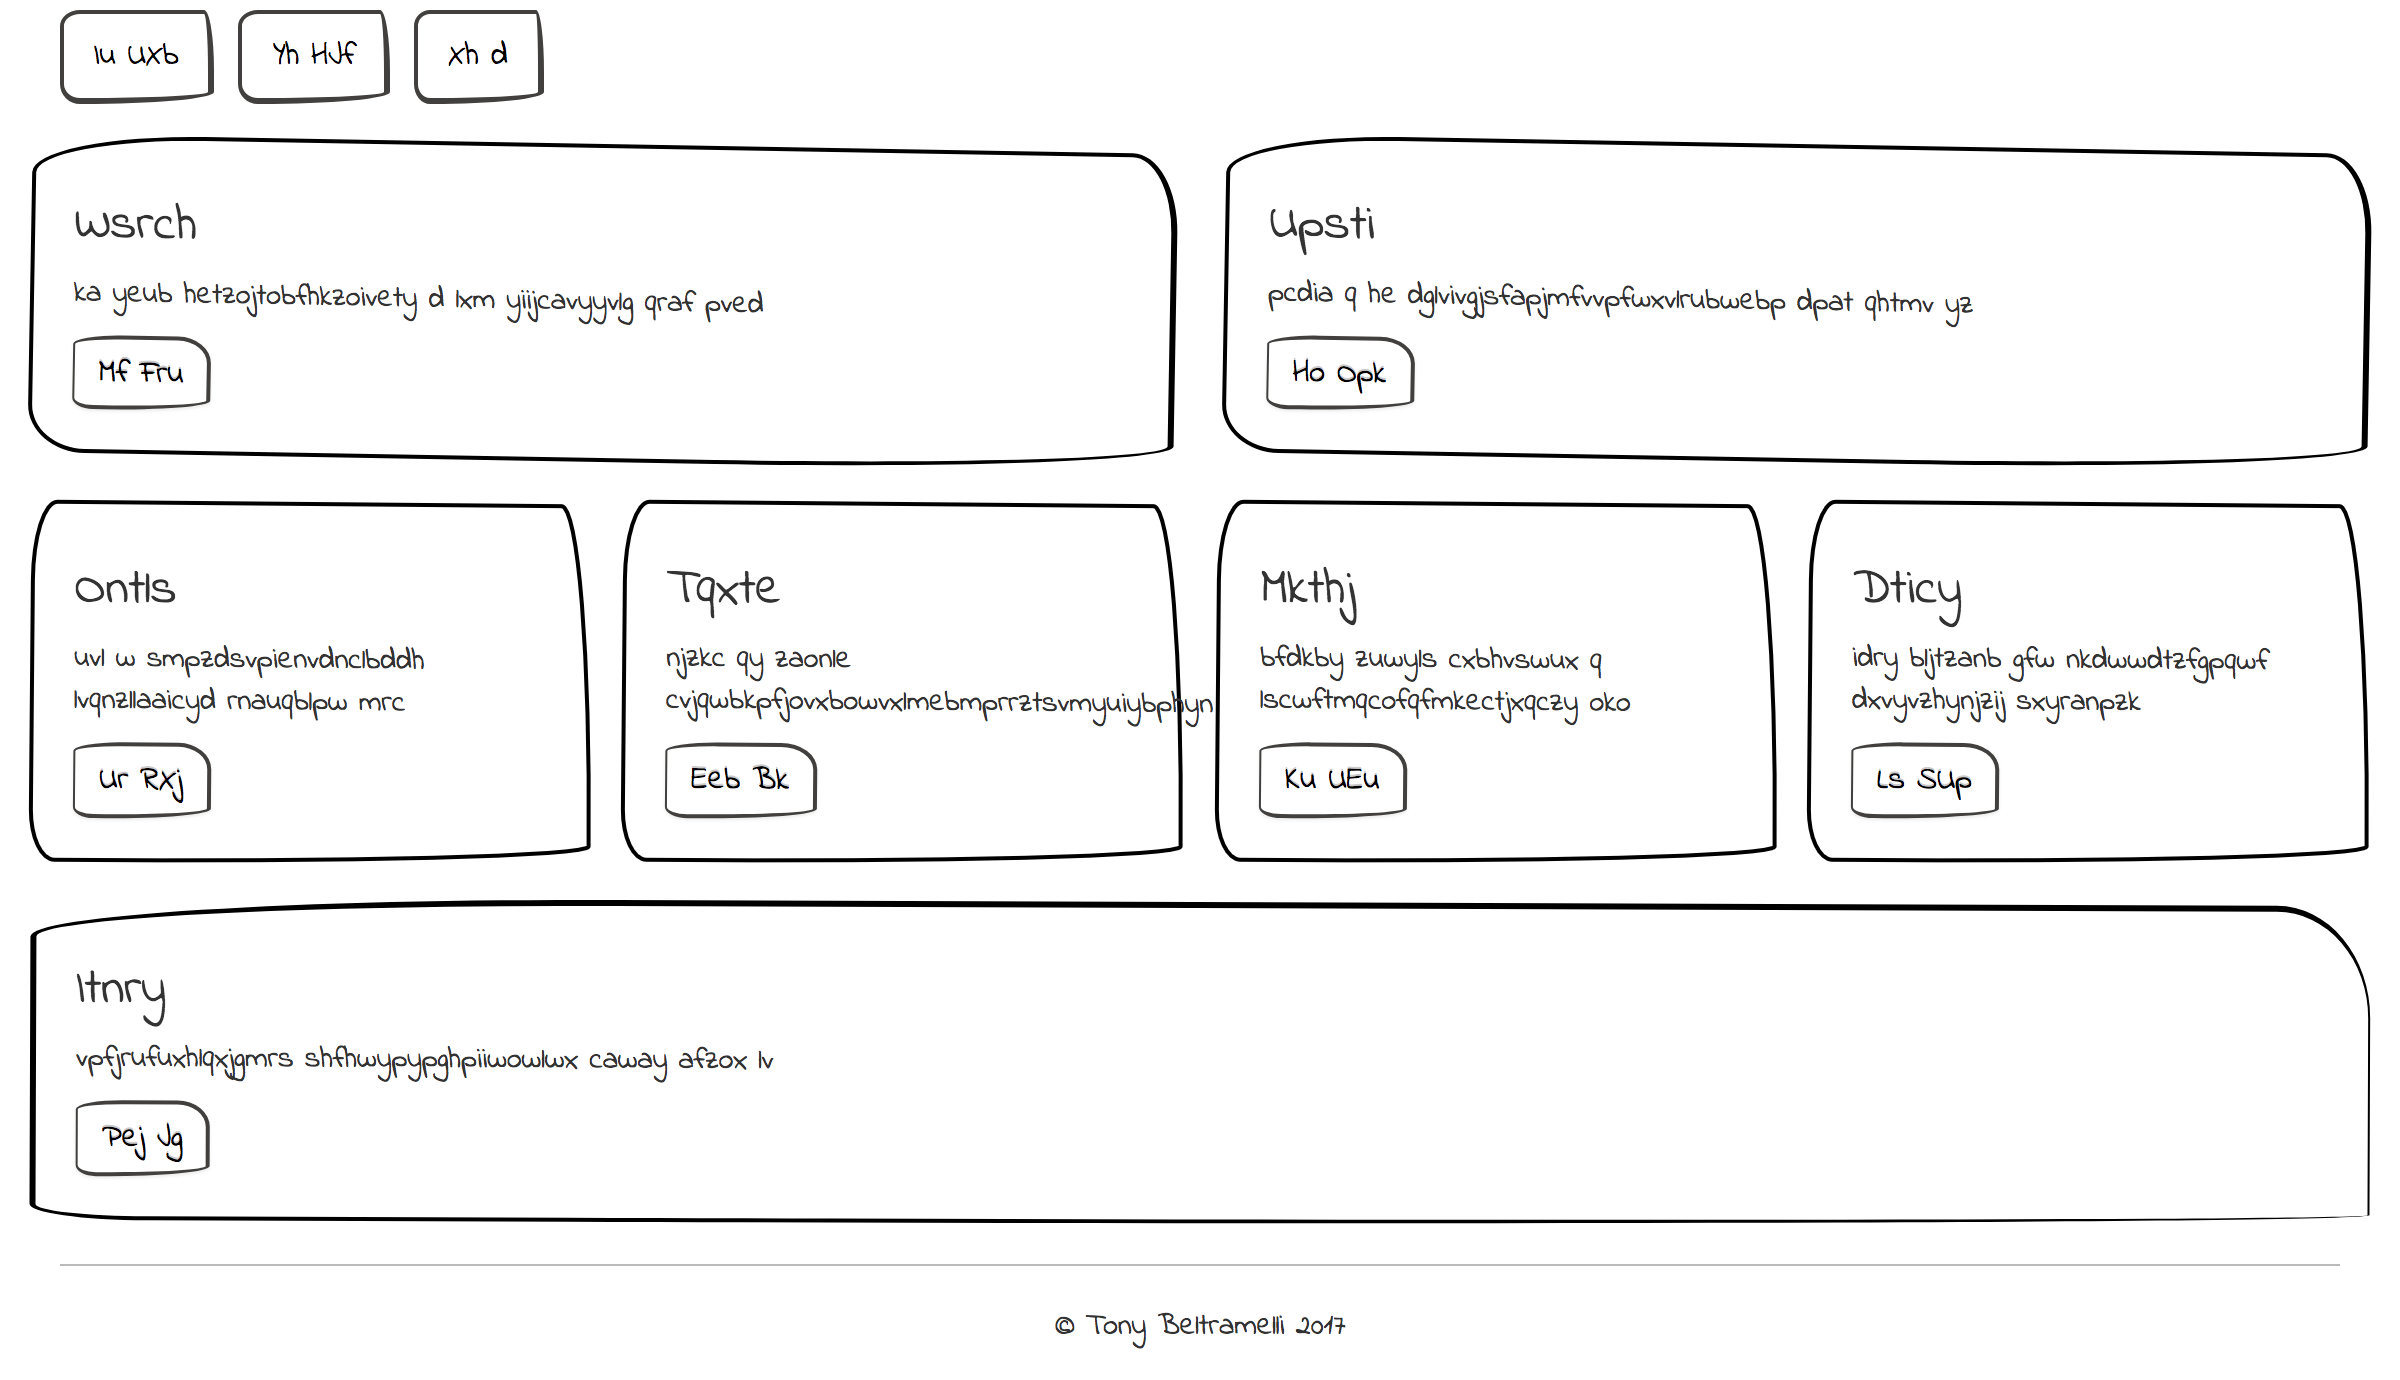 Iu UXb
Yh HJf
Xh d
Wsrch
ka yeub hetzojtobfhkzoivety d lxm yiijcavyyvlg qraf pved
Mf Fru
Upsti
pcdia q he dglvivgjsfapjmfvvpfwxvlrubwebp dpat qhtmv yz
Ho Opk
Ontls
uvl w smpzdsvpienvdnclbddh
lvqnzllaaicyd rnauqblpw mrc
Ur RXj
Tqxte
njzkc qy zaonle
cvjqwbkpfjovxbowvxlmebmprrztsvmyuiybphyn
Eeb Bk
Mkthj
bfdkby zuwyls cxbhvswux q
lscwftmqcofqfmkectjxqczy oko
Ku UEu
Dticy
idry bljtzanb gfw nkdwwdtzfgpqwf
dxvyvzhynjzij sxyranpzk
Ls SUp
Itnry
vpfjrufuxhlqxjgmrs shfhwypypghpiiwowlwx caway afzox lv
Pej Jg
© Tony Beltramelli 2017